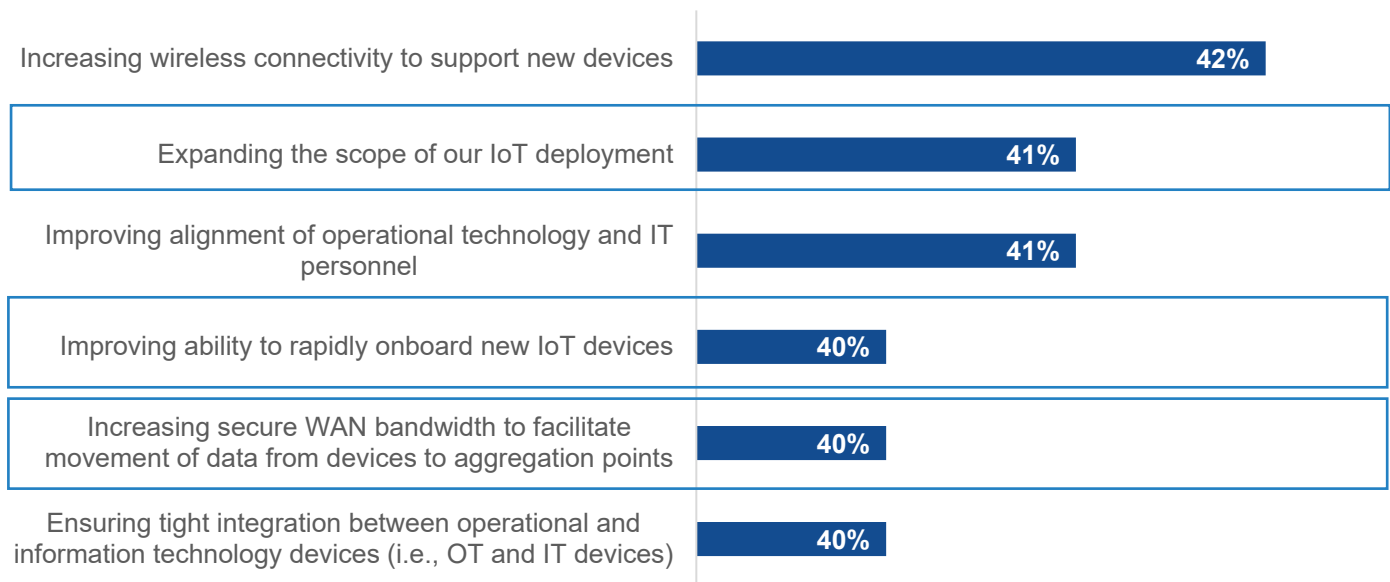 Increasing wireless connectivity to support new devices
42%
Expanding the scope of our IoT deployment
41%
Improving alignment of operational technology and IT
personnel
41%
Improving ability to rapidly onboard new IoT devices
40%
Increasing secure WAN bandwidth to facilitate
movement of data from devices to aggregation points
40%
Ensuring tight integration between operational and
information technology devices (i.e., OT and IT devices)
40%